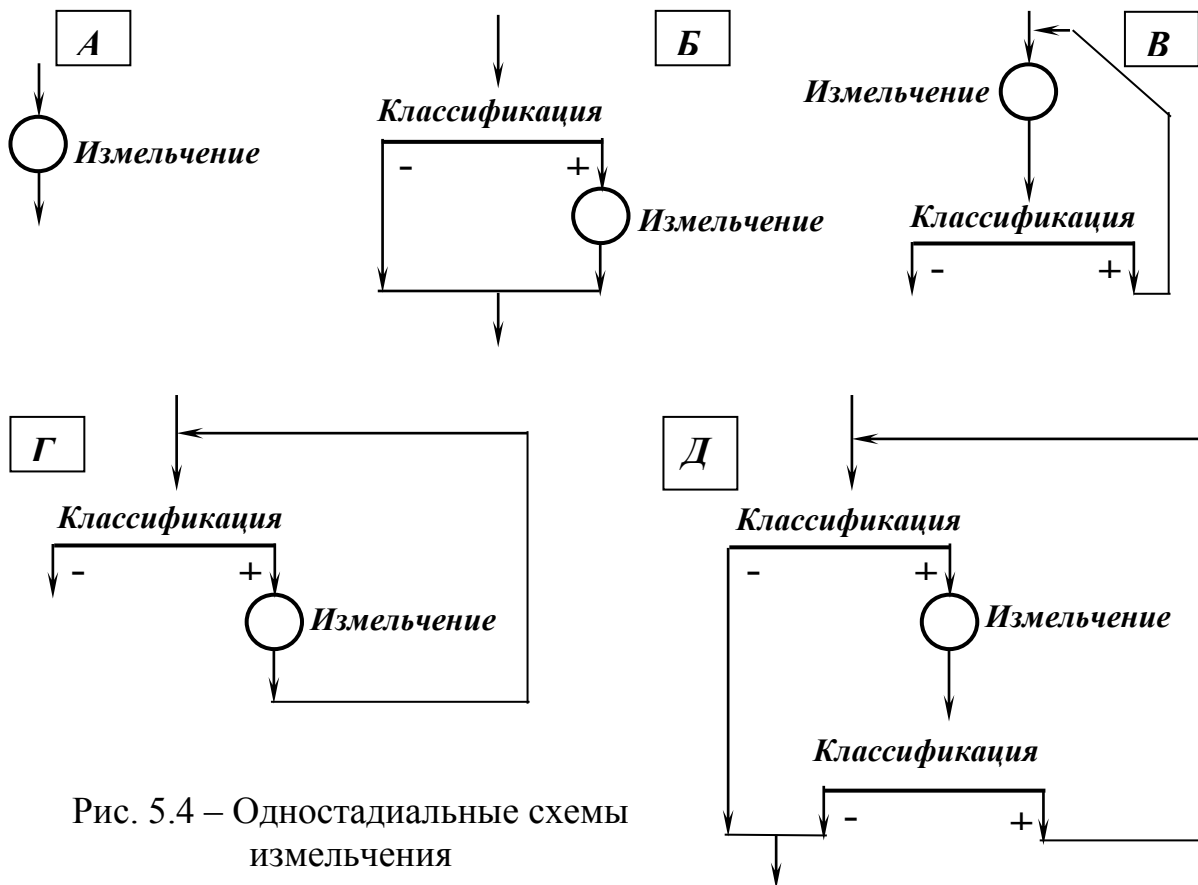 А
Измельчение
Б
Классификация
- +
Измельчение
В
Измельчение
Классификация
- +
Г
Классификация
- +
Измельчение
Д
Классификация
- +
Измельчение
Классификация
- +
Рис. 5.4 – Одностадиальные схемы
измельчения